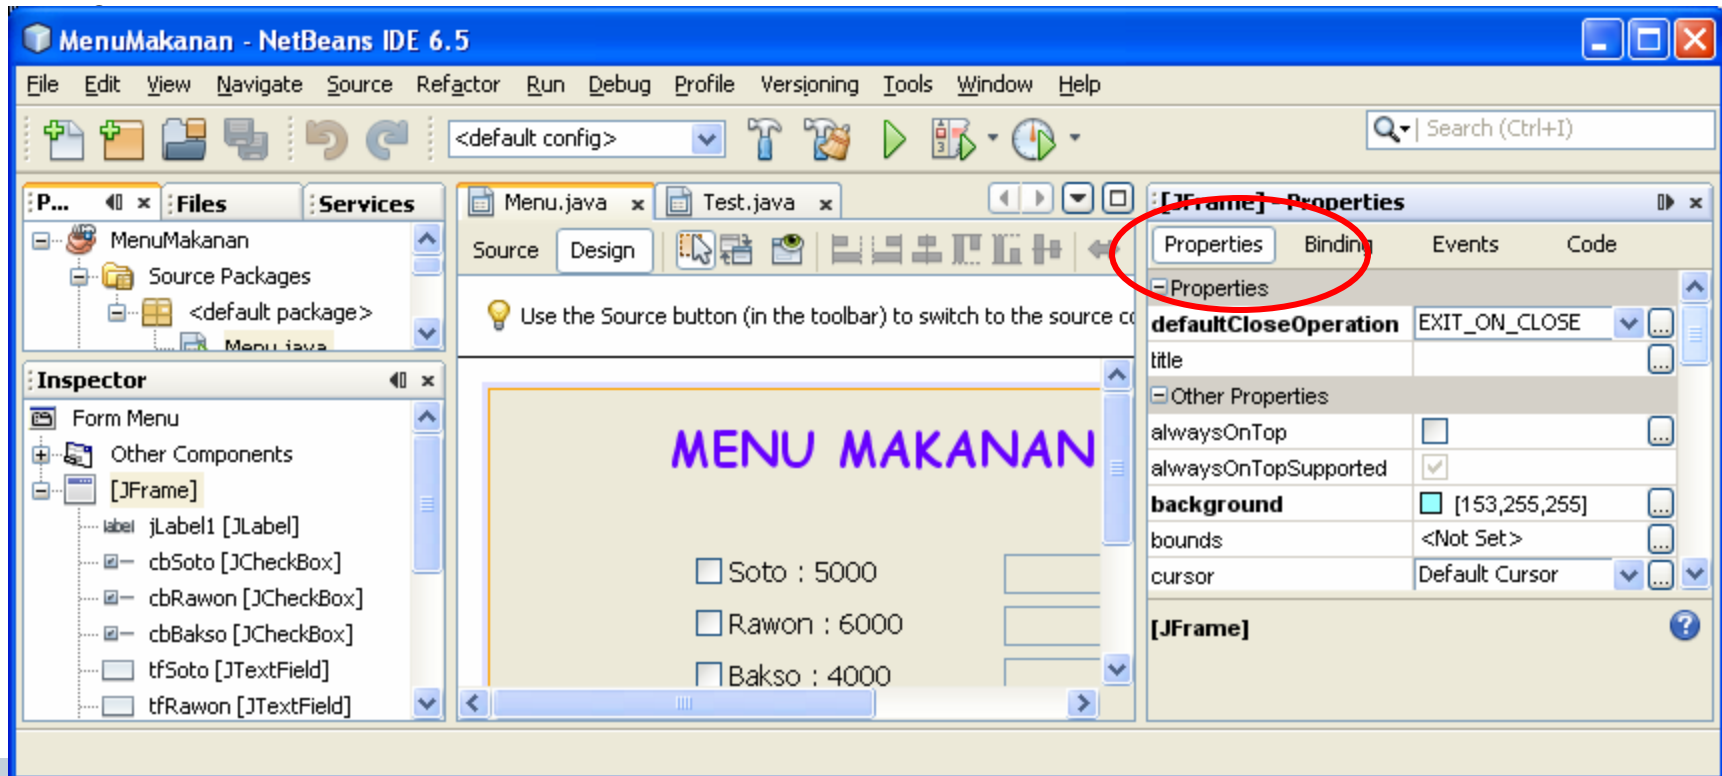 MenuMakanan - NetBeans IDE 6.5
File Edit View Navigate Source Refactor Run Debug Profile Versioning Tools Window Help
<default config>
Search (Ctrl+I)
P... Files Services
MenuMakanan
Source Packages
<default package>
Menu.java
Inspector
Form Menu
Other Components
[JFrame]
label jLabel1 [JLabel]
cbSoto [JCheckBox]
cbRawon [JCheckBox]
cbBakso [JCheckBox]
tfSoto [JTextField]
tfRawon [JTextField]
Menu.java Test.java
Source Design
Use the Source button (in the toolbar) to switch to the source co
MENU MAKANAN
Soto : 5000
Rawon : 6000
Bakso : 4000
[JFrame] - Properties
Properties Binding Events Code
Properties
defaultCloseOperation EXIT_ON_CLOSE ...
title ...
Other Properties
alwaysOnTop ...
alwaysOnTopSupported
background [153,255,255] ...
bounds <Not Set> ...
cursor Default Cursor ...
[JFrame]